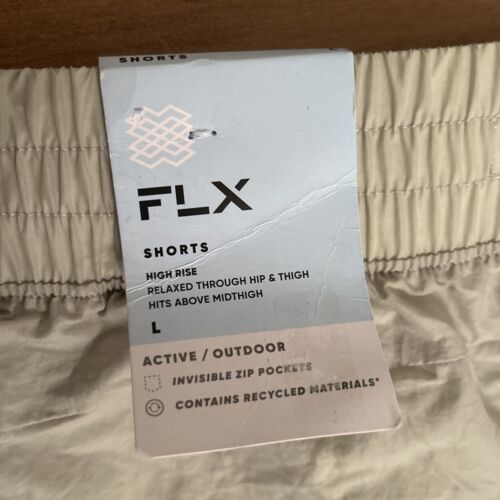 SHORTS
FLX
SHORTS
HIGH RISE
RELAXED THROUGH HIP & THIGH
HITS ABOVE MIDTHIGH
L
ACTIVE / OUTDOOR
INVISIBLE ZIP POCKETS
CONTAINS RECYCLED MATERIALS*